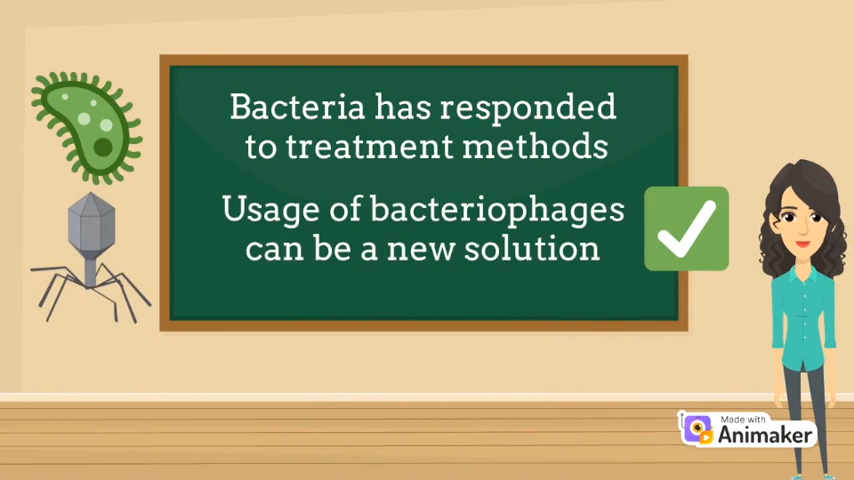 Bacteria has responded
to treatment methods
Usage of bacteriophages
can be a new solution
Made with
Animaker